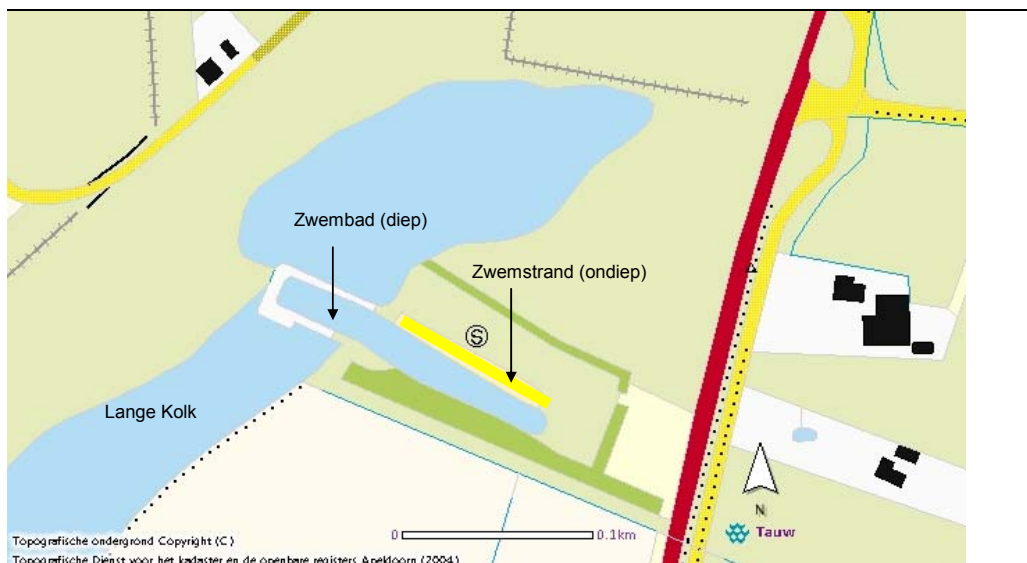 Zwembad (diep)
Zwemstrand (ondiep)
S
Lange Kolk
N
0 0.1km
Tauw
Topografische ondergrond Copyright (C)
Topografische Dienst voor het kadaster en de openbare registers Apeldoorn (2004)